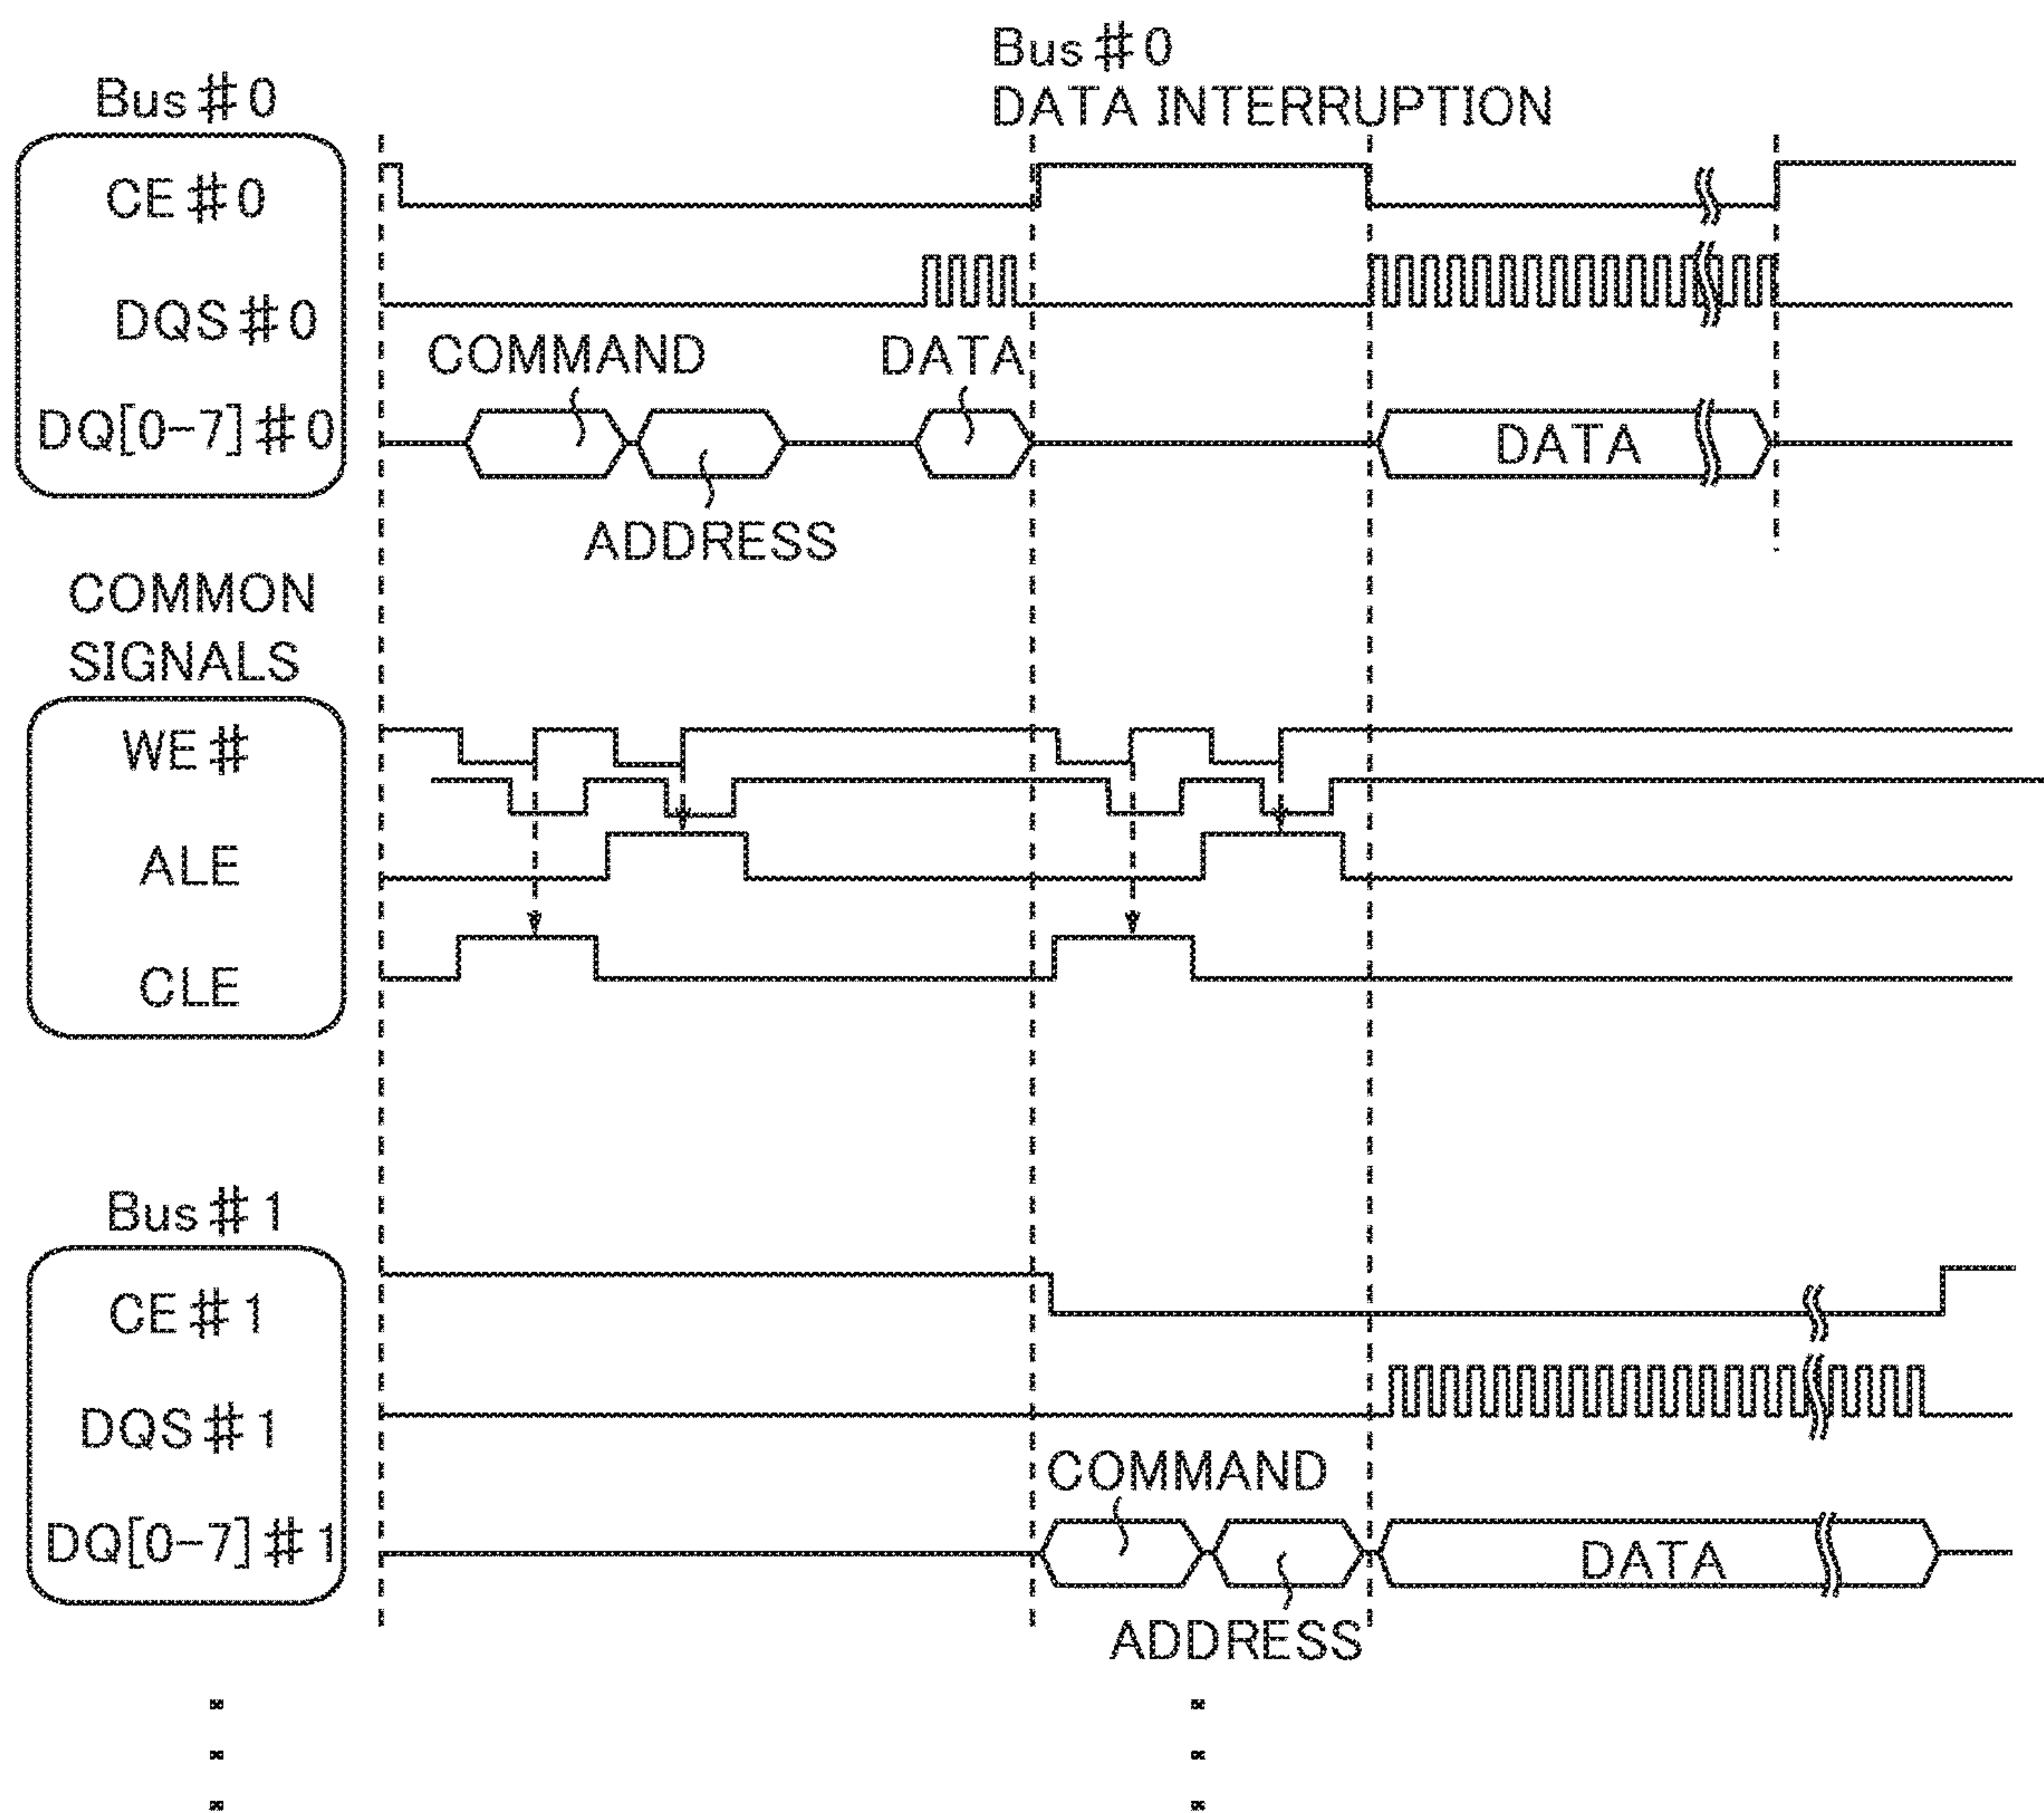 Bus#0
DATA INTERRUPTION
Bus#0
CE#0
DQS#0
DQ[0-7]#0
COMMAND
DATA
DATA
ADDRESS
COMMON
SIGNALS
WE#
ALE
CLE
Bus#1
CE#1
DQS#1
DQ[0-7]#1
COMMAND
DATA
ADDRESS